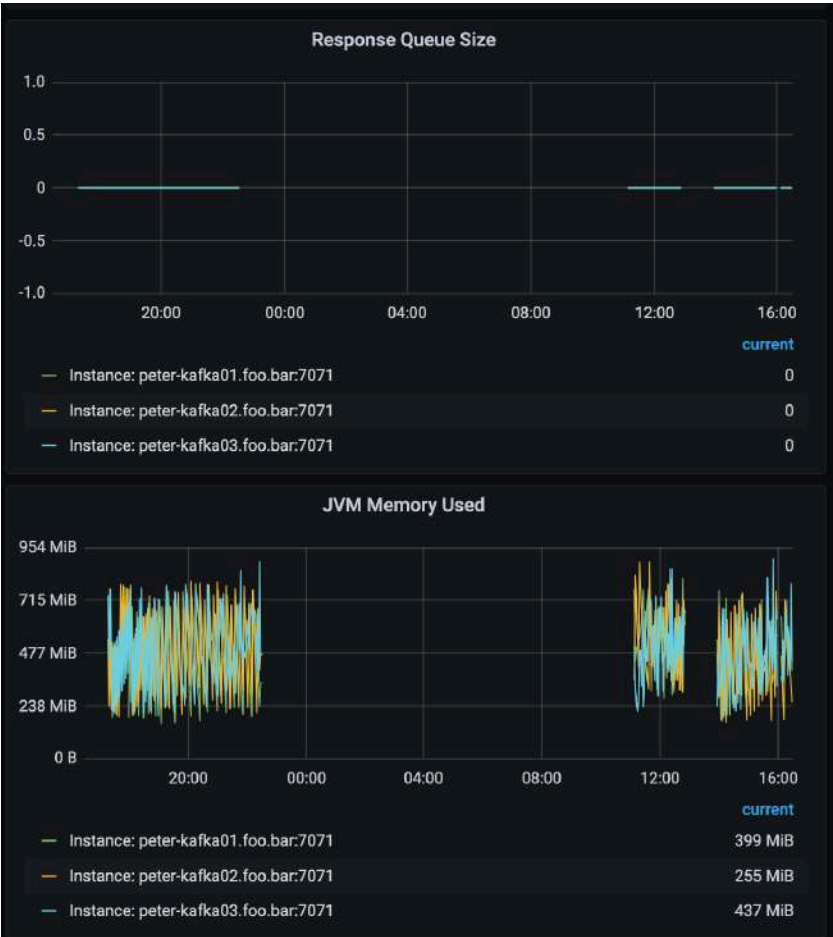 Response Queue Size
1.0
0.5
0
-0.5
-1.0
20:00 00:00 04:00 08:00 12:00 16:00
current
Instance: peter-kafka01.foo.bar:7071 0
Instance: peter-kafka02.foo.bar:7071 0
Instance: peter-kafka03.foo.bar:7071 0
JVM Memory Used
954 MiB
715 MiB
477 MiB
238 MiB
0 B
20:00 00:00 04:00 08:00 12:00 16:00
current
Instance: peter-kafka01.foo.bar:7071 399 MiB
Instance: peter-kafka02.foo.bar:7071 255 MiB
Instance: peter-kafka03.foo.bar:7071 437 MiB